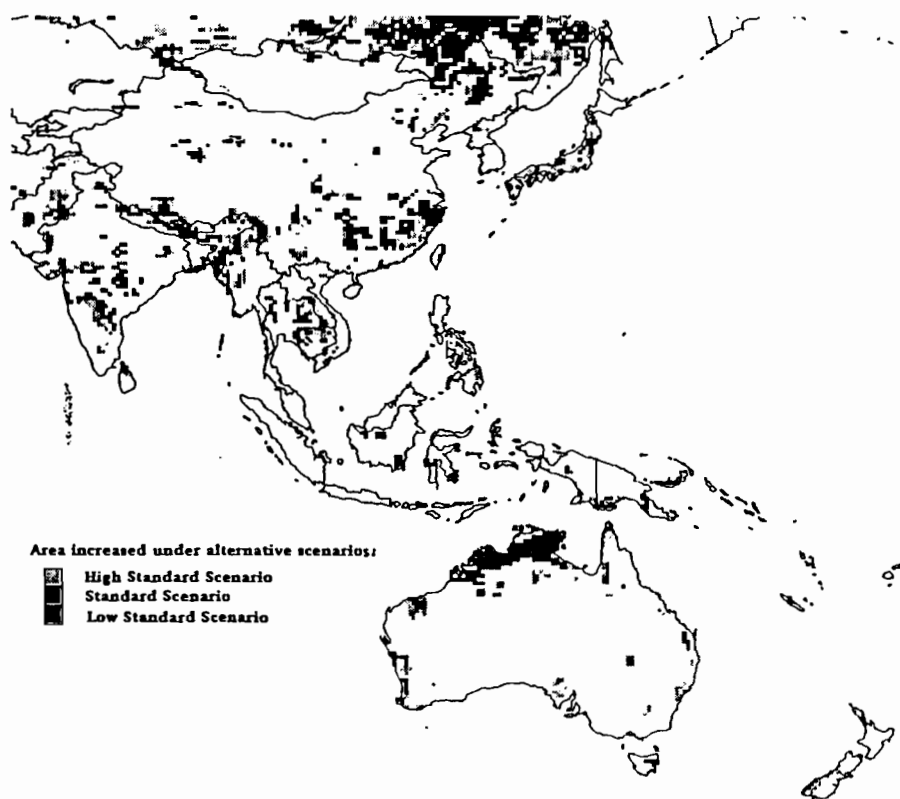 Area increased under alternative scenarios:
High Standard Scenario
Standard Scenario
Low Standard Scenario